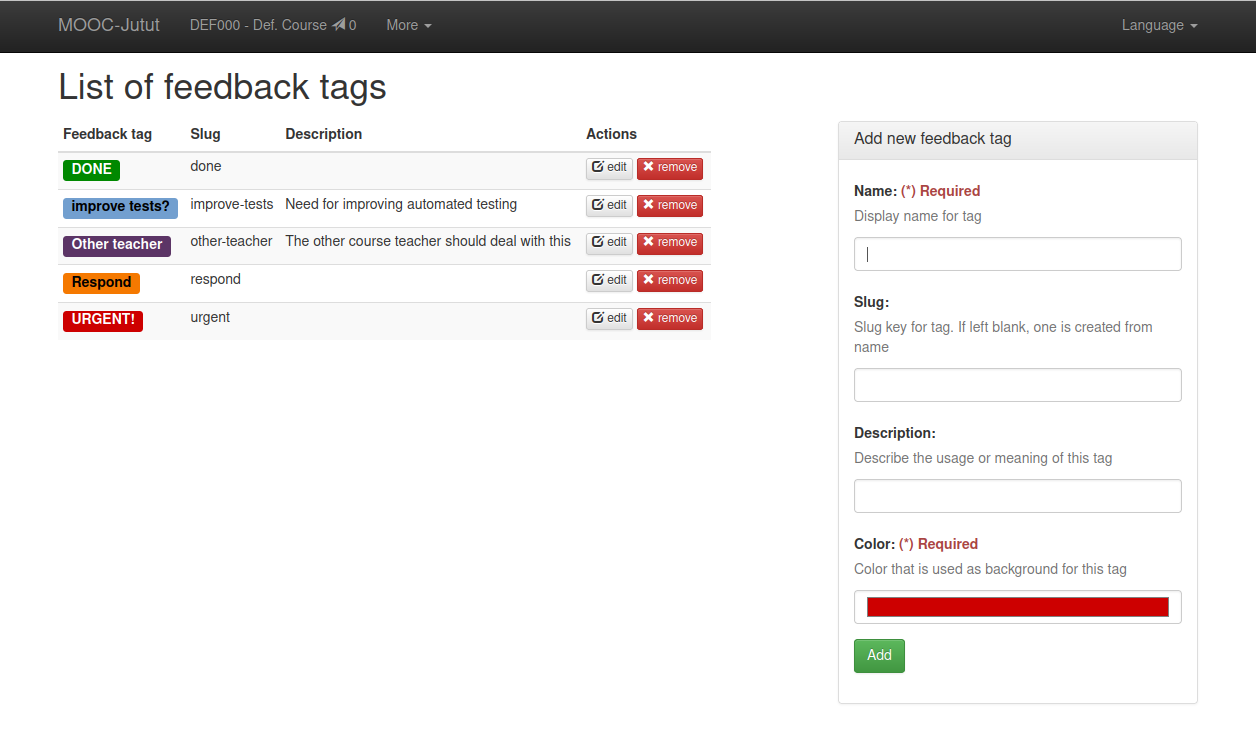 MOOC-Jutut DEF000 - Def. Course 0 More Language
List of feedback tags
Feedback tag Slug Description Actions
DONE done edit remove
improve tests? improve-tests Need for improving automated testing edit remove
Other teacher other-teacher The other course teacher should deal with this edit remove
Respond respond edit remove
URGENT! urgent edit remove
Add new feedback tag
Name: (*) Required
Display name for tag
Slug:
Slug key for tag. If left blank, one is created from
name
Description:
Describe the usage or meaning of this tag
Color: (*) Required
Color that is used as background for this tag
Add